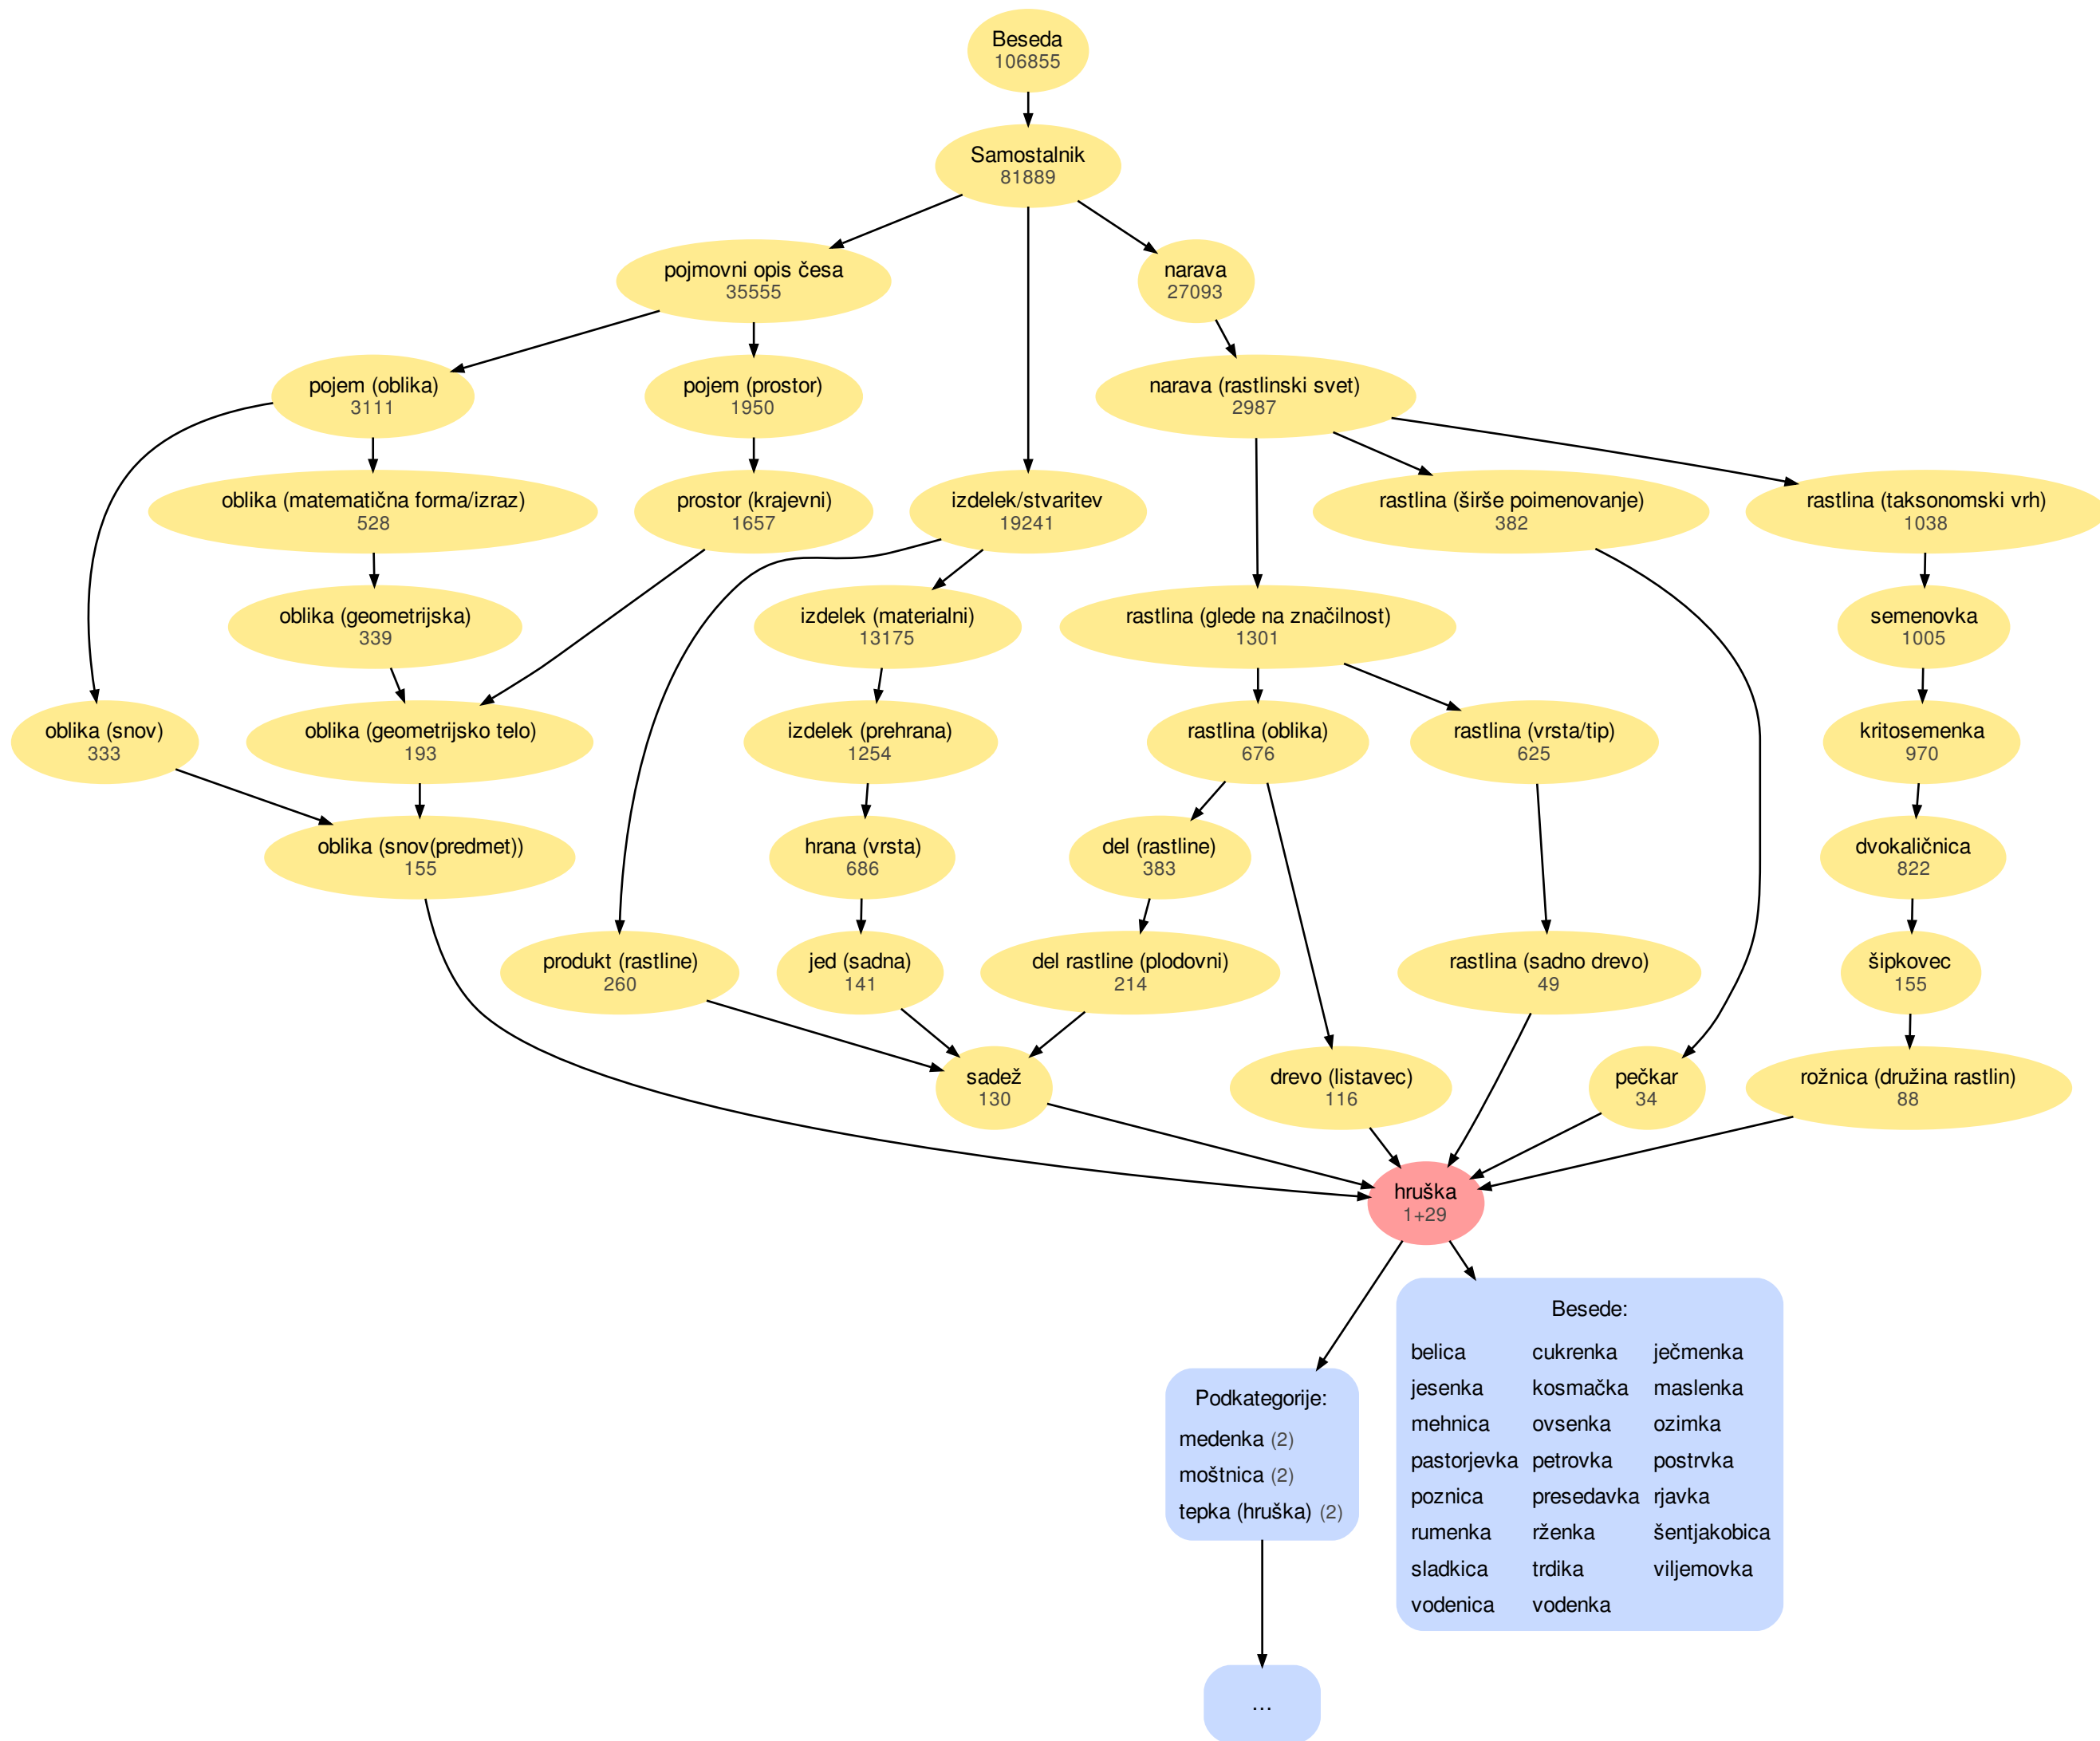 Beseda
106855
Samostalnik
81889
pojmovni opis česa
35555
narava
27093
pojem (oblika)
3111
pojem (prostor)
1950
narava (rastlinski svet)
2987
oblika (matematična forma/izraz)
528
prostor (krajevni)
1657
izdelek/stvaritev
19241
rastlina (širše poimenovanje)
382
rastlina (taksonomski vrh)
1038
oblika (geometrijska)
339
izdelek (materialni)
13175
rastlina (glede na značilnost)
1301
semenovka
1005
oblika (snov)
333
oblika (geometrijsko telo)
193
izdelek (prehrana)
1254
rastlina (oblika)
676
rastlina (vrsta/tip)
625
kritosemenka
970
oblika (snov(predmet))
155
hrana (vrsta)
686
del (rastline)
383
dvokaličnica
822
produkt (rastline)
260
jed (sadna)
141
del rastline (plodovni)
214
rastlina (sadno drevo)
49
šipkovec
155
sadež
130
drevo (listavec)
116
pečkar
34
rožnica (družina rastlin)
88
hruška
1+29
Besede:
belica cukrenka ječmenka
jesenka kosmačka maslenka
mehnica ovsenka ozimka
pastorjevka petrovka postrvka
poznica presedavka rjavka
rumenka rženka šentjakobica
sladkica trdika viljemovka
vodenica vodenka
Podkategorije:
medenka (2)
moštnica (2)
tepka (hruška) (2)
...